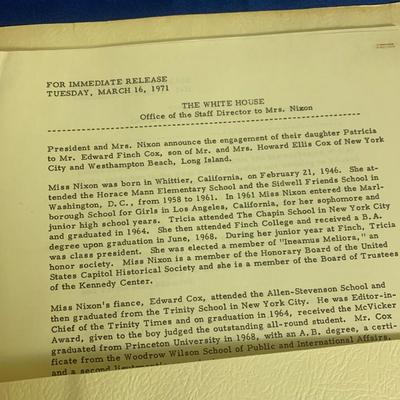 FOR IMMEDIATE RELEASE
TUESDAY, MARCH 16, 1971
THE WHITE HOUSE
Office of the Staff Director to Mrs. Nixon
President and Mrs. Nixon announce the engagement of their daughter Patricia
to Mr. Edward Finch Cox, son of Mr. and Mrs. Howard Ellis Cox of New York
City and Westhampton Beach, Long Island.
Miss Nixon was born in Whittier, California, on February 21, 1946. She at-
tended the Horace Mann Elementary School and the Sidwell Friends School in
Washington, D.C., from 1958 to 1961. In 1961 Miss Nixon entered the Marl-
borough School for Girls in Los Angeles, California, for her sophomore and
junior high school years. Tricia attended The Chapin School in New York City
and graduated in 1964. She then attended Finch College and received a B.A.
degree upon graduation in June, 1968. During her junior year at Finch, Tricia
was class president. She was elected a member of "Ineamus Meliora," an
honor society. Miss Nixon is a member of the Honorary Board of the United
States Capitol Historical Society and she is a member of the Board of Trustees
of the Kennedy Center.
Miss Nixon's fiance, Edward Cox, attended the Allen-Stevenson School and
then graduated from the Trinity School in New York City. He was Editor-in-
Chief of the Trinity Times and on graduation in 1964, received the McVicker
Award, given to the boy judged the outstanding all-round student. Mr. Cox
graduated from Princeton University in 1968, with an A.B. degree, a certi-
ficate from the Woodrow Wilson School of Public and International Affairs,
and a second